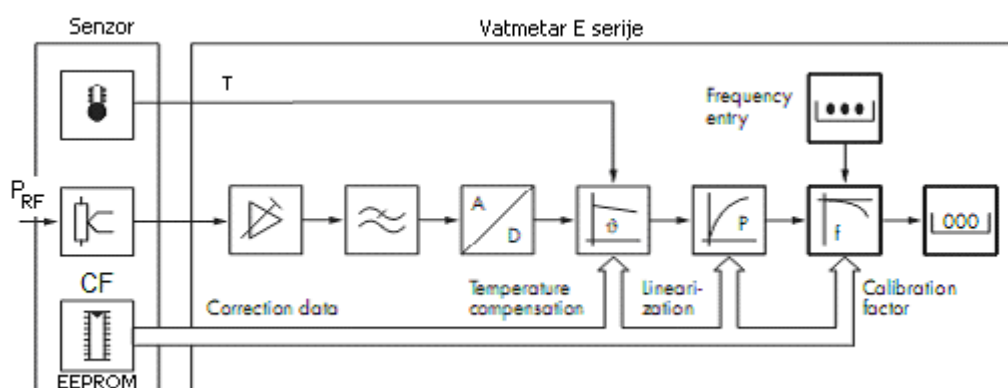 Senzor
Vatmetar E serije
T
Frequency
entry
P_RF
A
D
ϑ
P
f
000
CF
Correction data
Temperature
compensation
Lineari-
zation
Calibration
factor
EEPROM